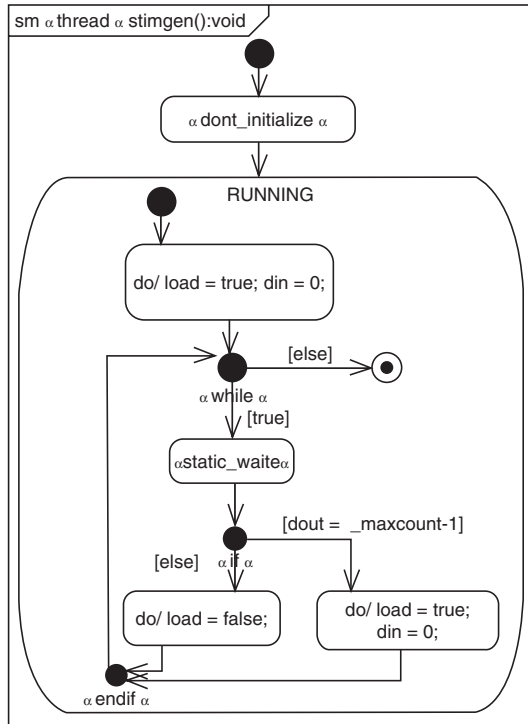 sm α thread α stimgen():void
α dont_initialize α
RUNNING
do/ load = true; din = 0;
[else]
α while α
[true]
αstatic_waiteα
[dout = _maxcount-1]
[else]
α if α
do/ load = false;
do/ load = true;
din = 0;
α endif α